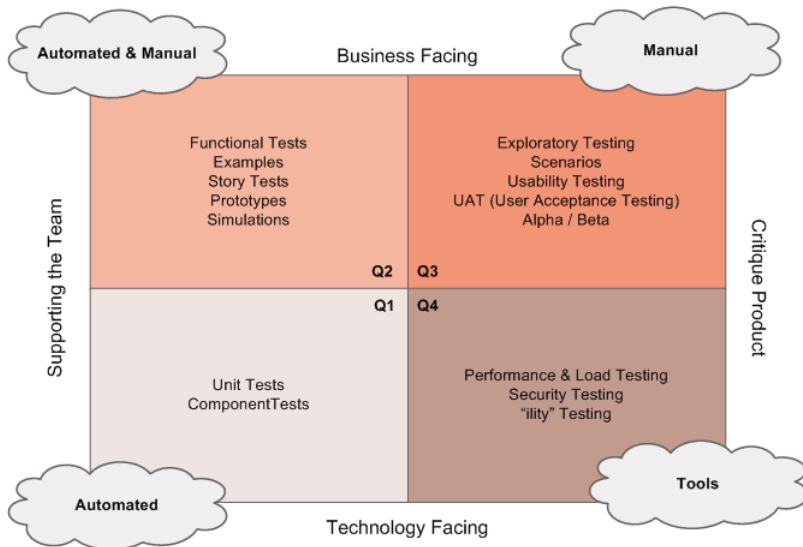 Automated & Manual
Business Facing
Manual
Functional Tests
Examples
Story Tests
Prototypes
Simulations
Exploratory Testing
Scenarios
Usability Testing
UAT (User Acceptance Testing)
Alpha / Beta
Supporting the Team
Critique Product
Q2
Q3
Q1
Q4
Unit Tests
ComponentTests
Performance & Load Testing
Security Testing
“ility” Testing
Automated
Tools
Technology Facing